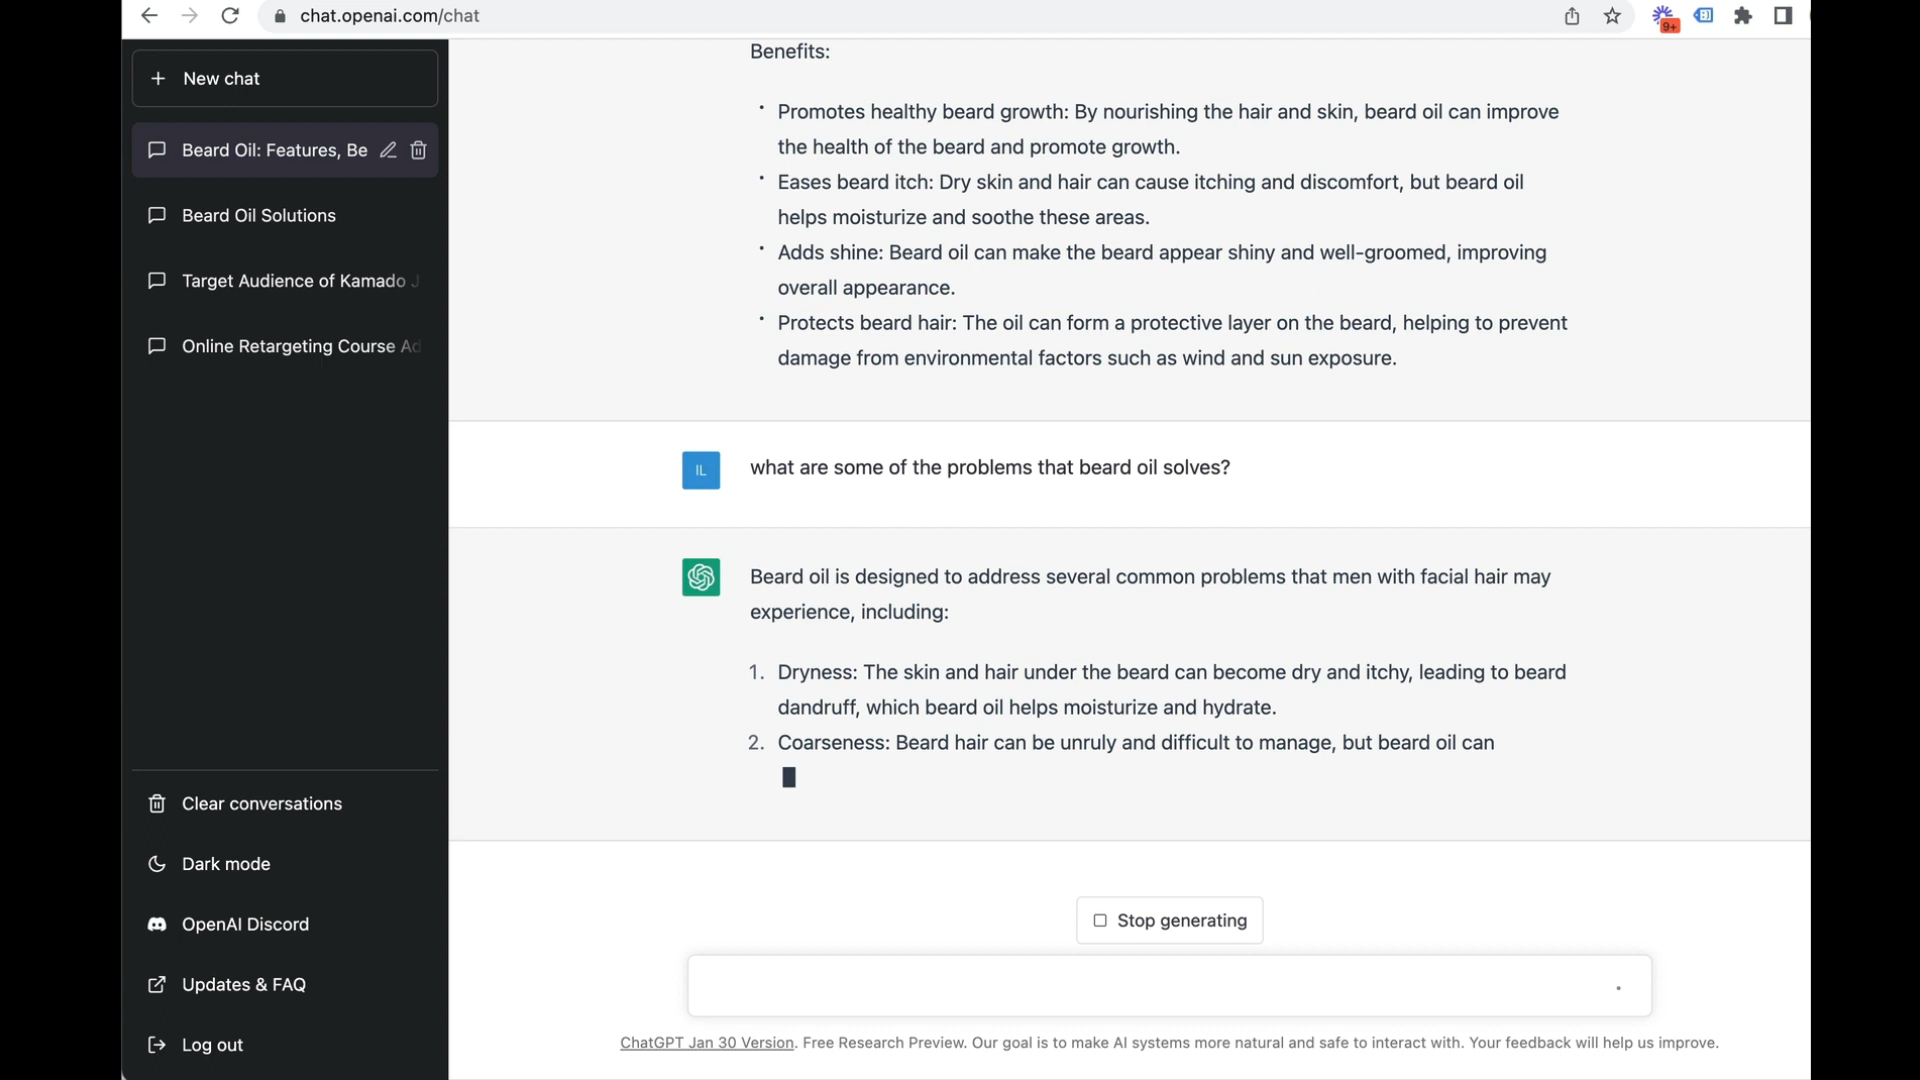 chat.openai.com/chat
9+
New chat
Beard Oil: Features, Be
Beard Oil Solutions
Target Audience of Kamado J
Online Retargeting Course Ad
Clear conversations
Dark mode
OpenAI Discord
Updates & FAQ
Log out
Benefits:
Promotes healthy beard growth: By nourishing the hair and skin, beard oil can improve
the health of the beard and promote growth.
Eases beard itch: Dry skin and hair can cause itching and discomfort, but beard oil
helps moisturize and soothe these areas.
Adds shine: Beard oil can make the beard appear shiny and well-groomed, improving
overall appearance.
Protects beard hair: The oil can form a protective layer on the beard, helping to prevent
damage from environmental factors such as wind and sun exposure.
IL
what are some of the problems that beard oil solves?
Beard oil is designed to address several common problems that men with facial hair may
experience, including:
1. Dryness: The skin and hair under the beard can become dry and itchy, leading to beard
dandruff, which beard oil helps moisturize and hydrate.
2. Coarseness: Beard hair can be unruly and difficult to manage, but beard oil can
Stop generating
ChatGPT Jan 30 Version. Free Research Preview. Our goal is to make AI systems more natural and safe to interact with. Your feedback will help us improve.